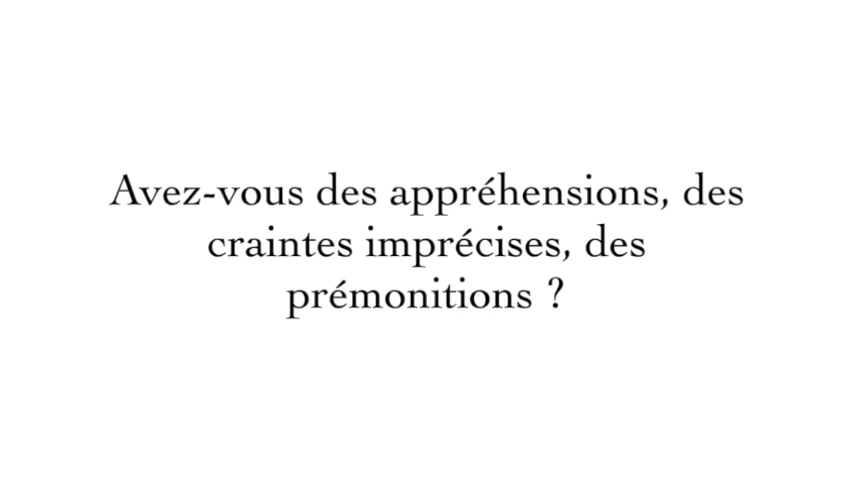 Avez-vous des appréhensions, des
craintes imprécises, des
prémonitions ?